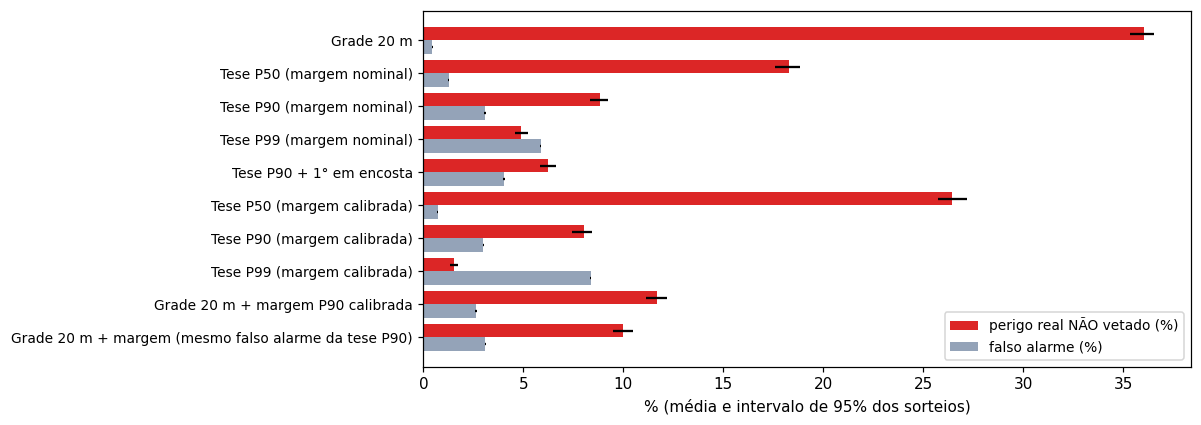 Grade 20 m
Tese P50 (margem nominal)
Tese P90 (margem nominal)
Tese P99 (margem nominal)
Tese P90 + 1° em encosta
Tese P50 (margem calibrada)
Tese P90 (margem calibrada)
Tese P99 (margem calibrada)
Grade 20 m + margem P90 calibrada
Grade 20 m + margem (mesmo falso alarme da tese P90)
perigo real NÃO vetado (%)
falso alarme (%)
0 5 10 15 20 25 30 35
% (média e intervalo de 95% dos sorteios)